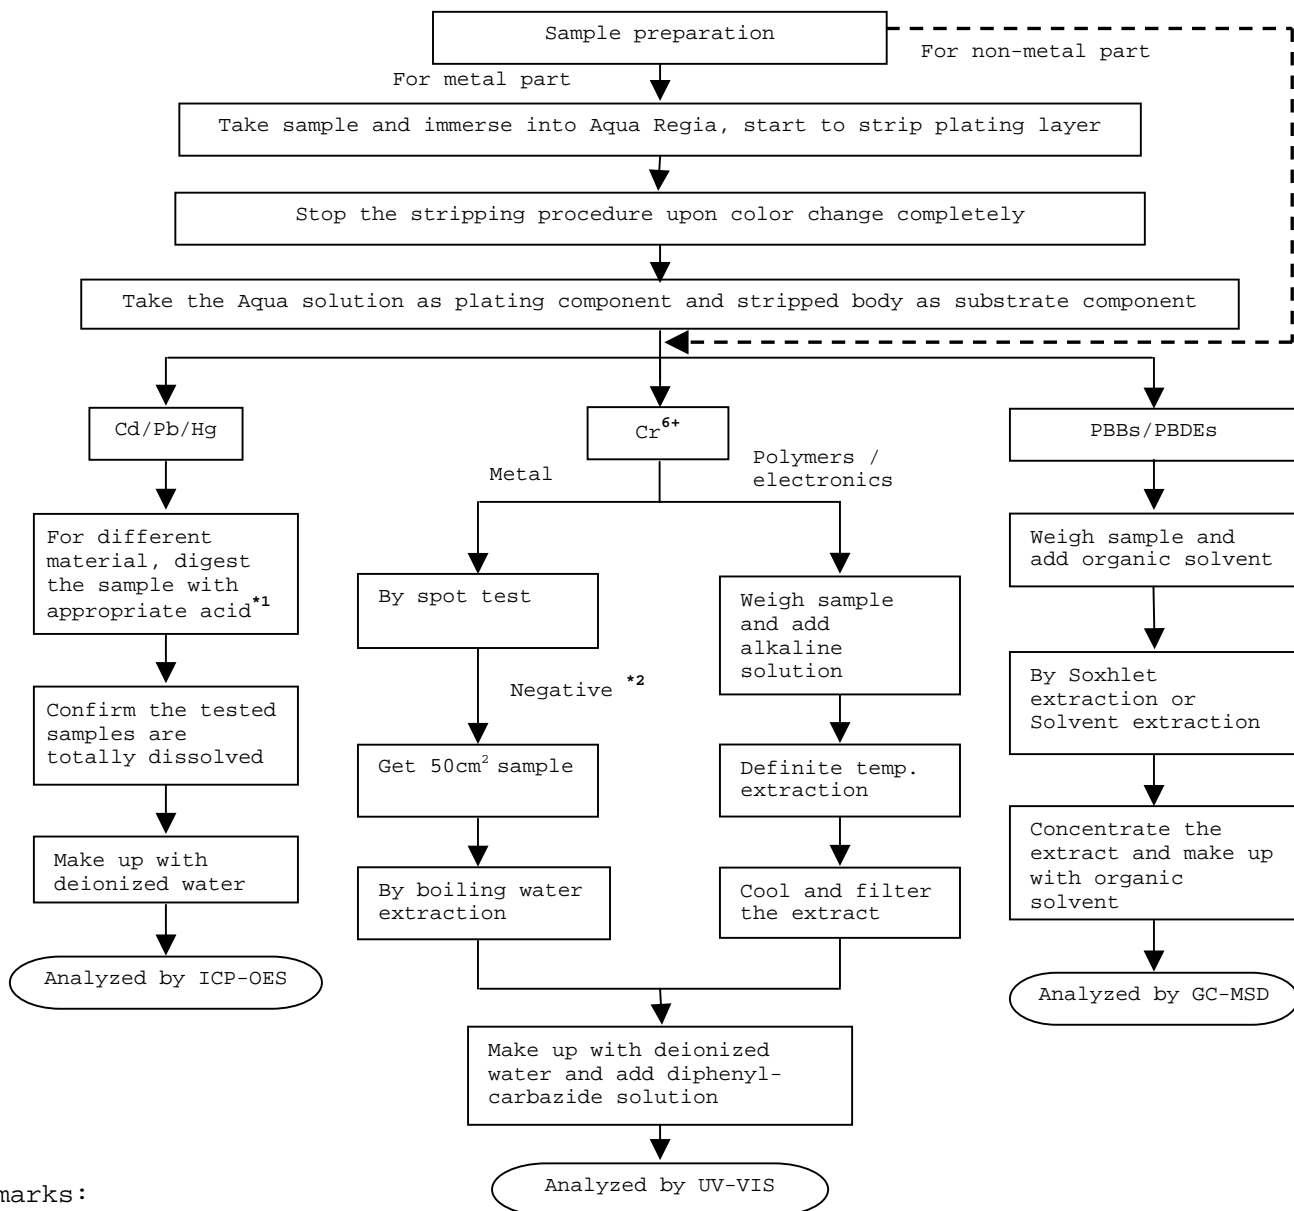 Sample preparation
For non-metal part
For metal part
Take sample and immerse into Aqua Regia, start to strip plating layer
Stop the stripping procedure upon color change completely
Take the Aqua solution as plating component and stripped body as substrate component
Cd/Pb/Hg
Cr6+
PBBs/PBDEs
Metal
Polymers /
electronics
For different
material, digest
the sample with
appropriate acid*1
Confirm the tested
samples are
totally dissolved
Make up with
deionized water
Analyzed by ICP-OES
By spot test
Negative *2
Get 50cm2 sample
By boiling water
extraction
Weigh sample
and add
alkaline
solution
Definite temp.
extraction
Cool and filter
the extract
Make up with deionized
water and add diphenyl-
carbazide solution
Analyzed by UV-VIS
Weigh sample and
add organic solvent
By Soxhlet
extraction or
Solvent extraction
Concentrate the
extract and make up
with organic
solvent
Analyzed by GC-MSD
marks: